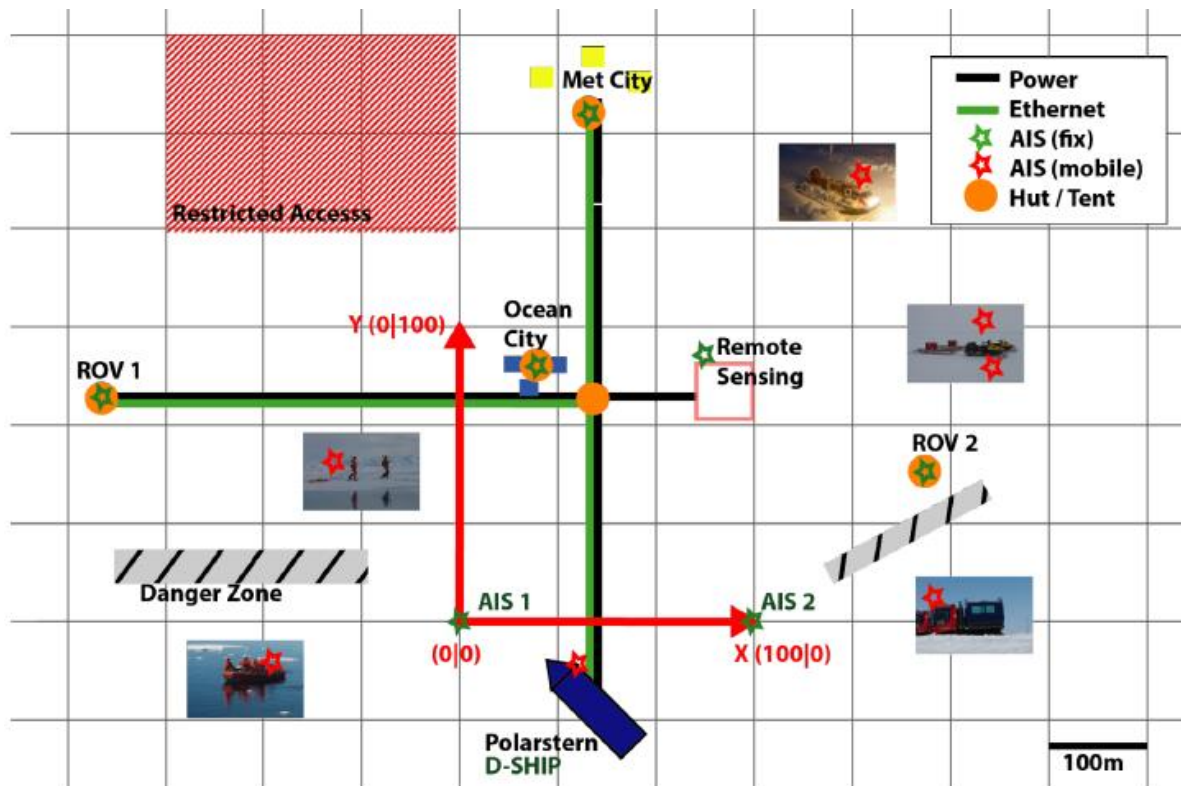 Met City
Power
Ethernet
AIS (fix)
AIS (mobile)
Hut / Tent
Restricted Accesss
Y (0|100)
Ocean
City
Remote
Sensing
ROV 1
ROV 2
Danger Zone
AIS 1
AIS 2
(0|0)
X (100|0)
Polarstern
D-SHIP
100m